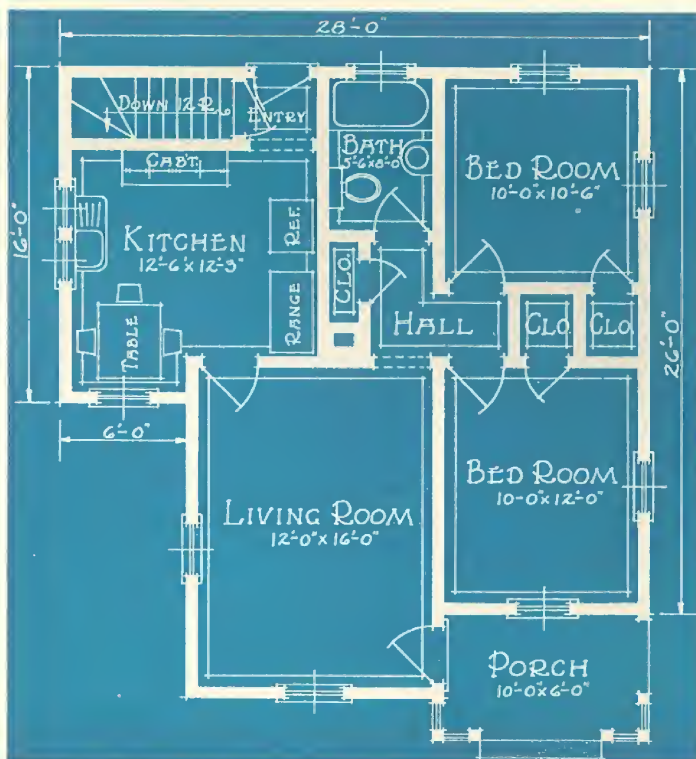 28'-0"
DOWN 12 R
ENTRY
BATH
5'-6"x8'-0"
BED ROOM
10'-0"x10'-6"
CABT.
16'-0"
KITCHEN
12'-6"x12'-3"
REF.
RANGE
TABLE
CLO.
HALL
CLO.
CLO.
26'-0"
6'-0"
LIVING ROOM
12'-0"x16'-0"
BED ROOM
10'-0"x12'-0"
PORCH
10'-0"x6'-0"